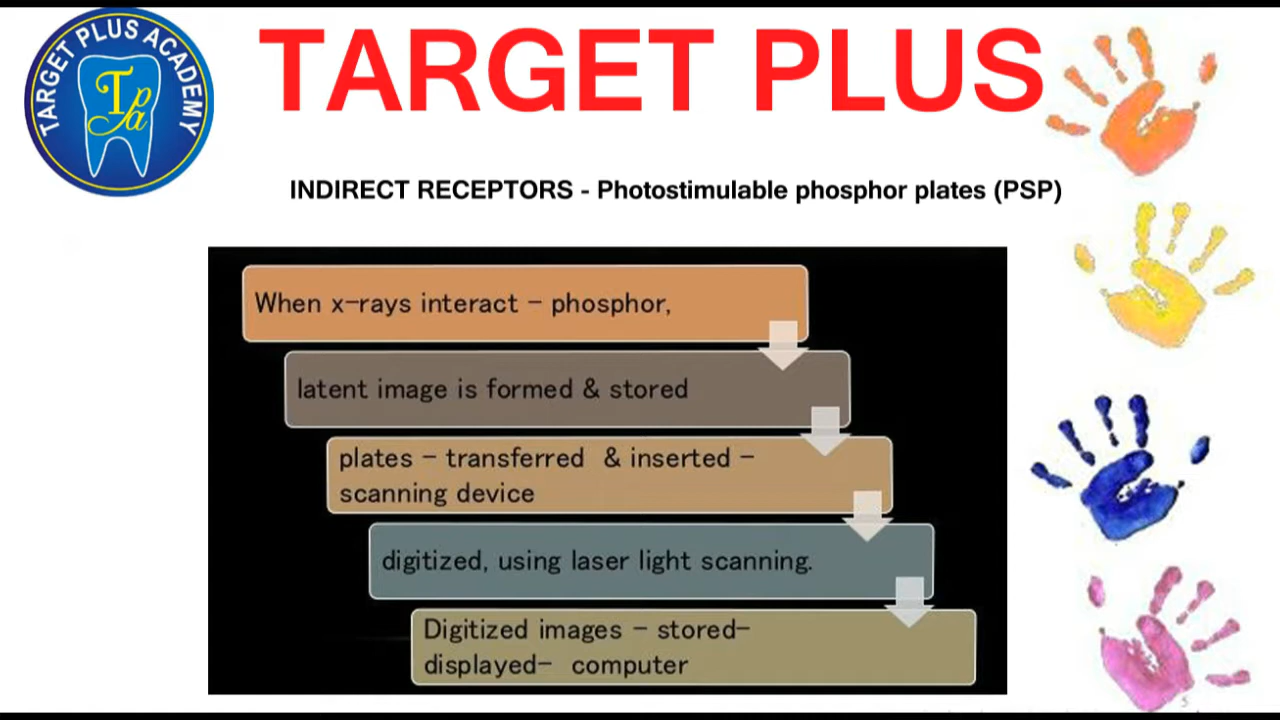 TARGET PLUS ACADEMY
TPa
TARGET PLUS
INDIRECT RECEPTORS - Photostimulable phosphor plates (PSP)
When x-rays interact - phosphor,
latent image is formed & stored
plates - transferred & inserted -
scanning device
digitized, using laser light scanning.
Digitized images - stored-
displayed- computer